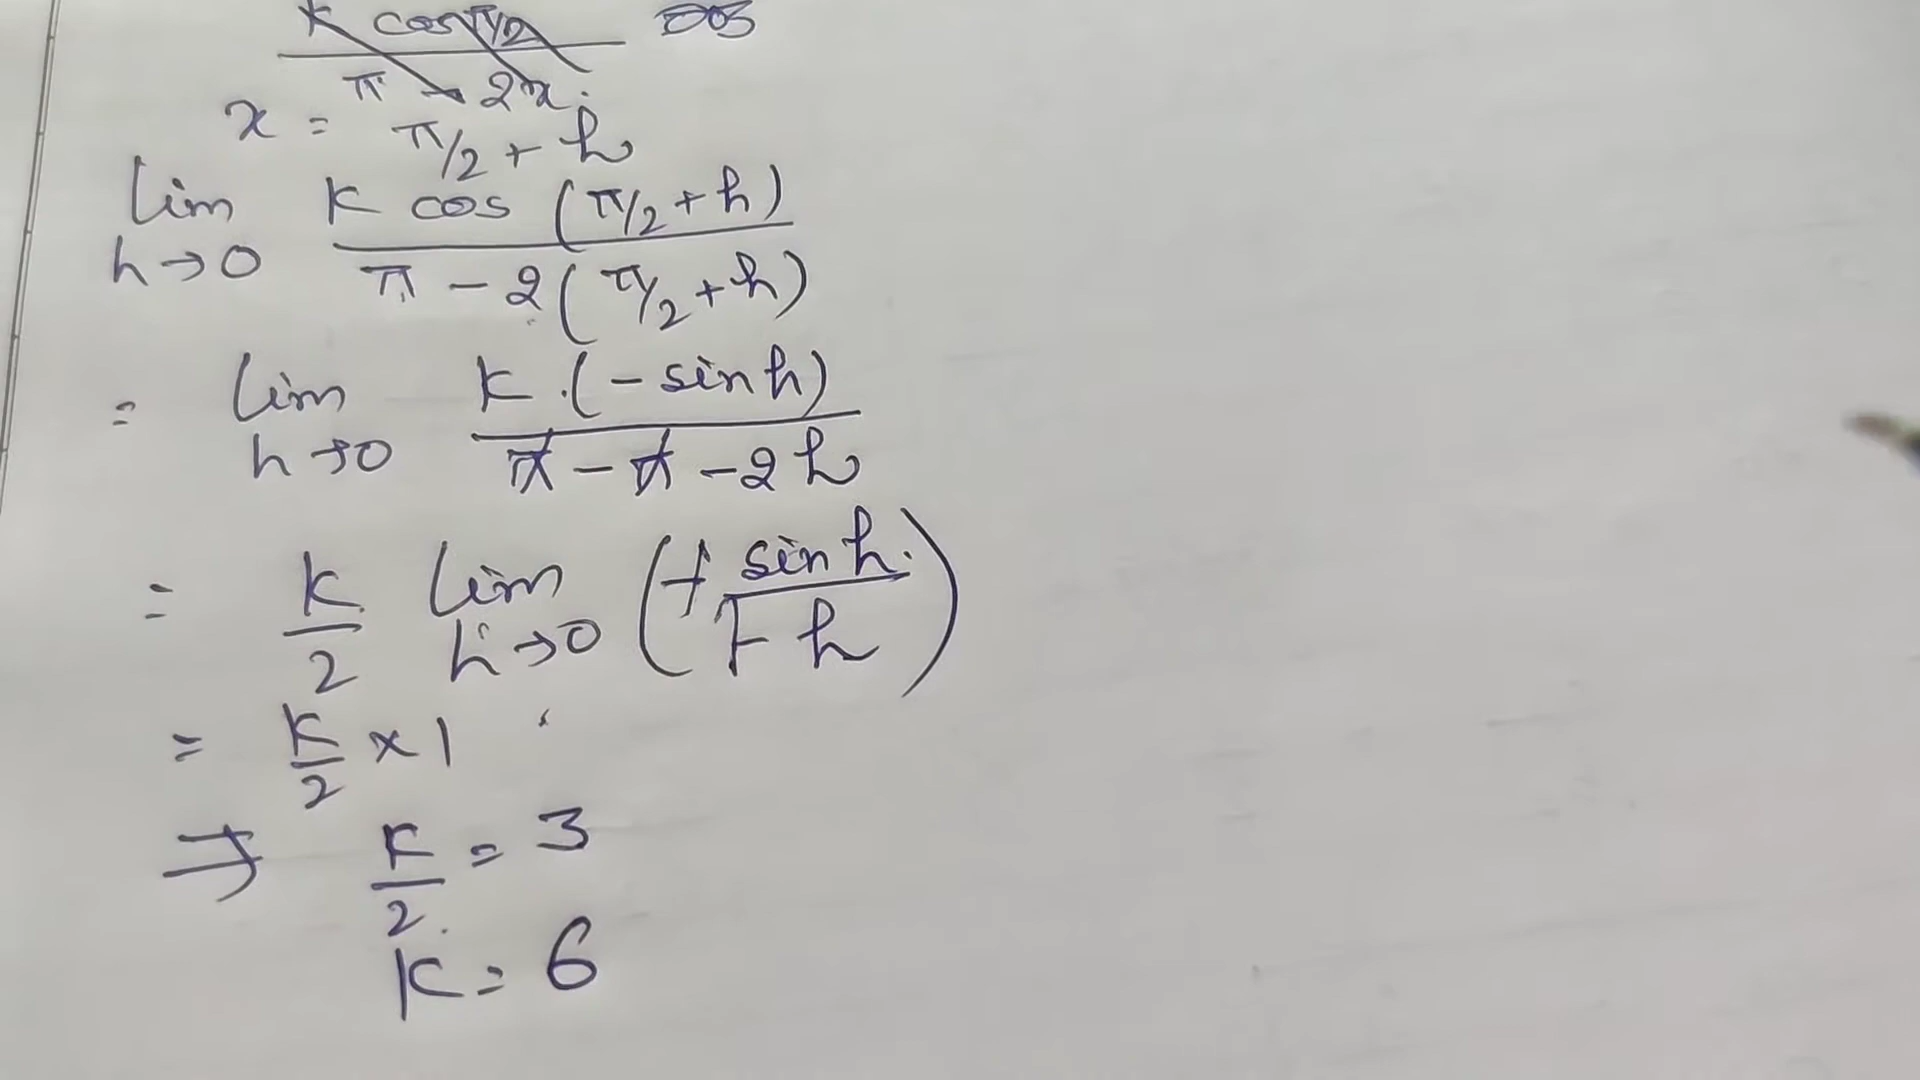 K cos π/2
π - 2x.
x = π/2 + h
lim h→0 K cos (π/2 + h) / π - 2(π/2 + h)
= lim h→0 K.(- sin h) / π - π - 2h
= K/2 lim h→0 (+ sin h / + h)
= K/2 × 1
⇒ K/2 = 3
K = 6